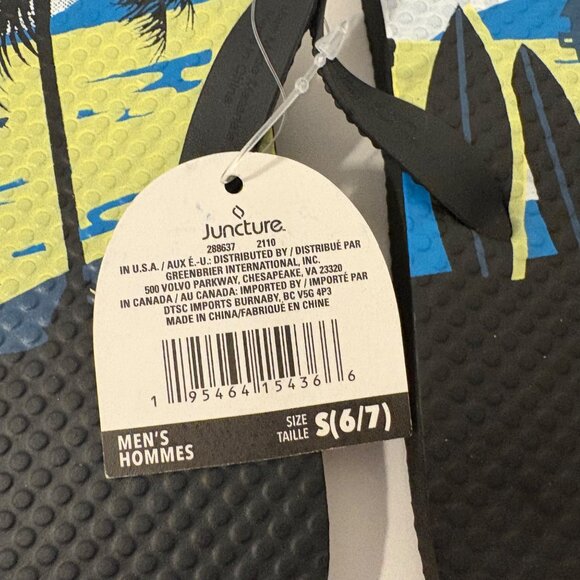 Juncture
288637 2110
IN U.S.A. / AUX É.-U.: DISTRIBUTED BY / DISTRIBUÉ PAR
GREENBRIER INTERNATIONAL, INC.
500 VOLVO PARKWAY, CHESAPEAKE, VA 23320
IN CANADA / AU CANADA: IMPORTED BY / IMPORTÉ PAR
DTSC IMPORTS BURNABY, BC V5G 4P3
MADE IN CHINA/FABRIQUÉ EN CHINE
1 95464 15436 6
MEN'S
HOMMES
SIZE
TAILLE
S(6/7)